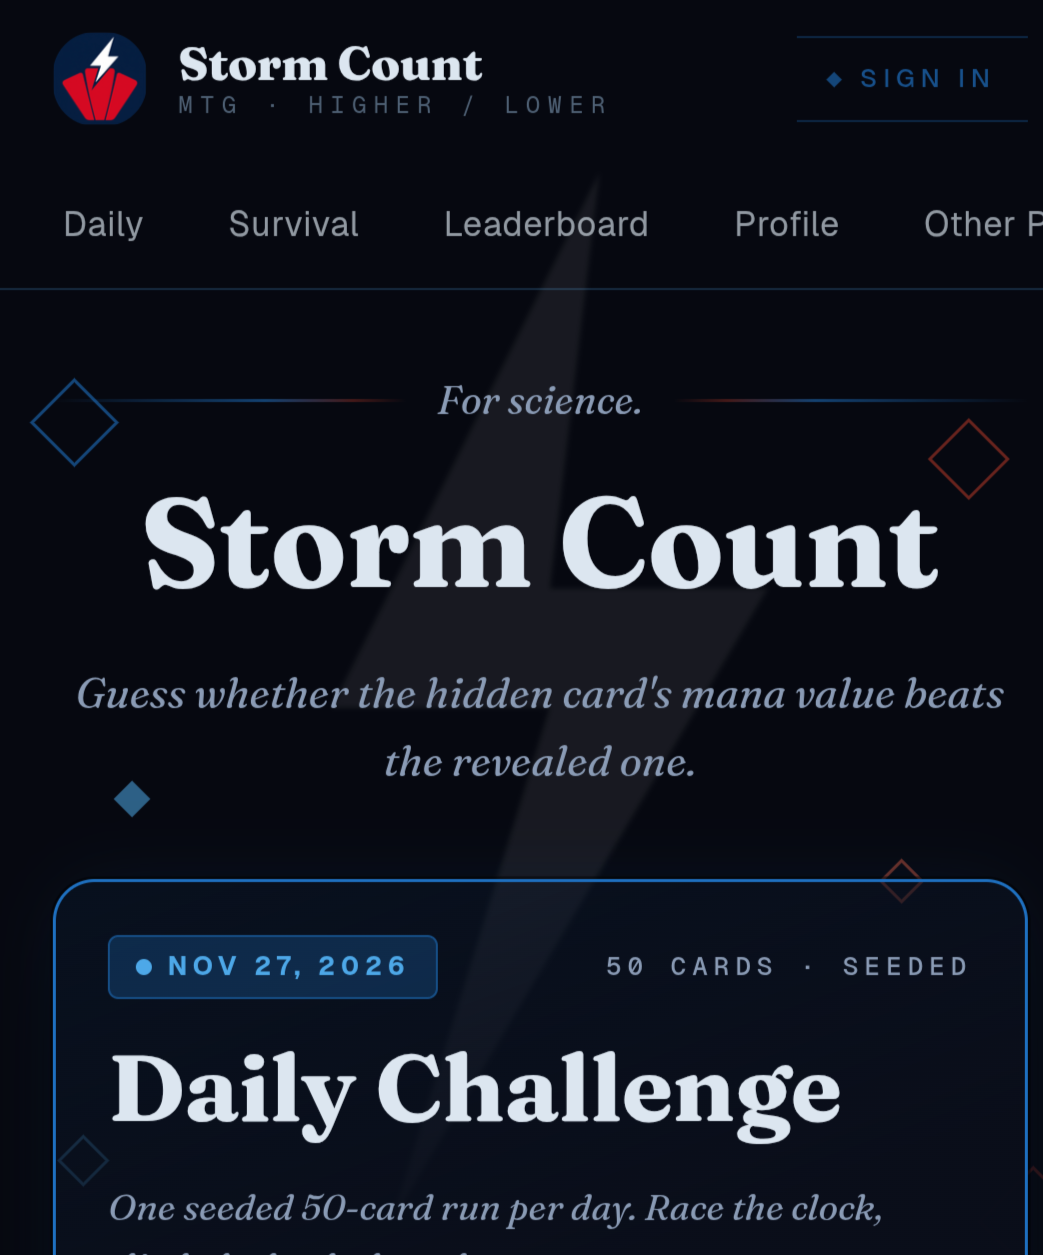 Storm Count
MTG · HIGHER / LOWER
◆ SIGN IN
Daily Survival Leaderboard Profile Other P
For science.
Storm Count
Guess whether the hidden card's mana value beats
the revealed one.
NOV 27, 2026
50 CARDS · SEEDED
Daily Challenge
One seeded 50-card run per day. Race the clock,